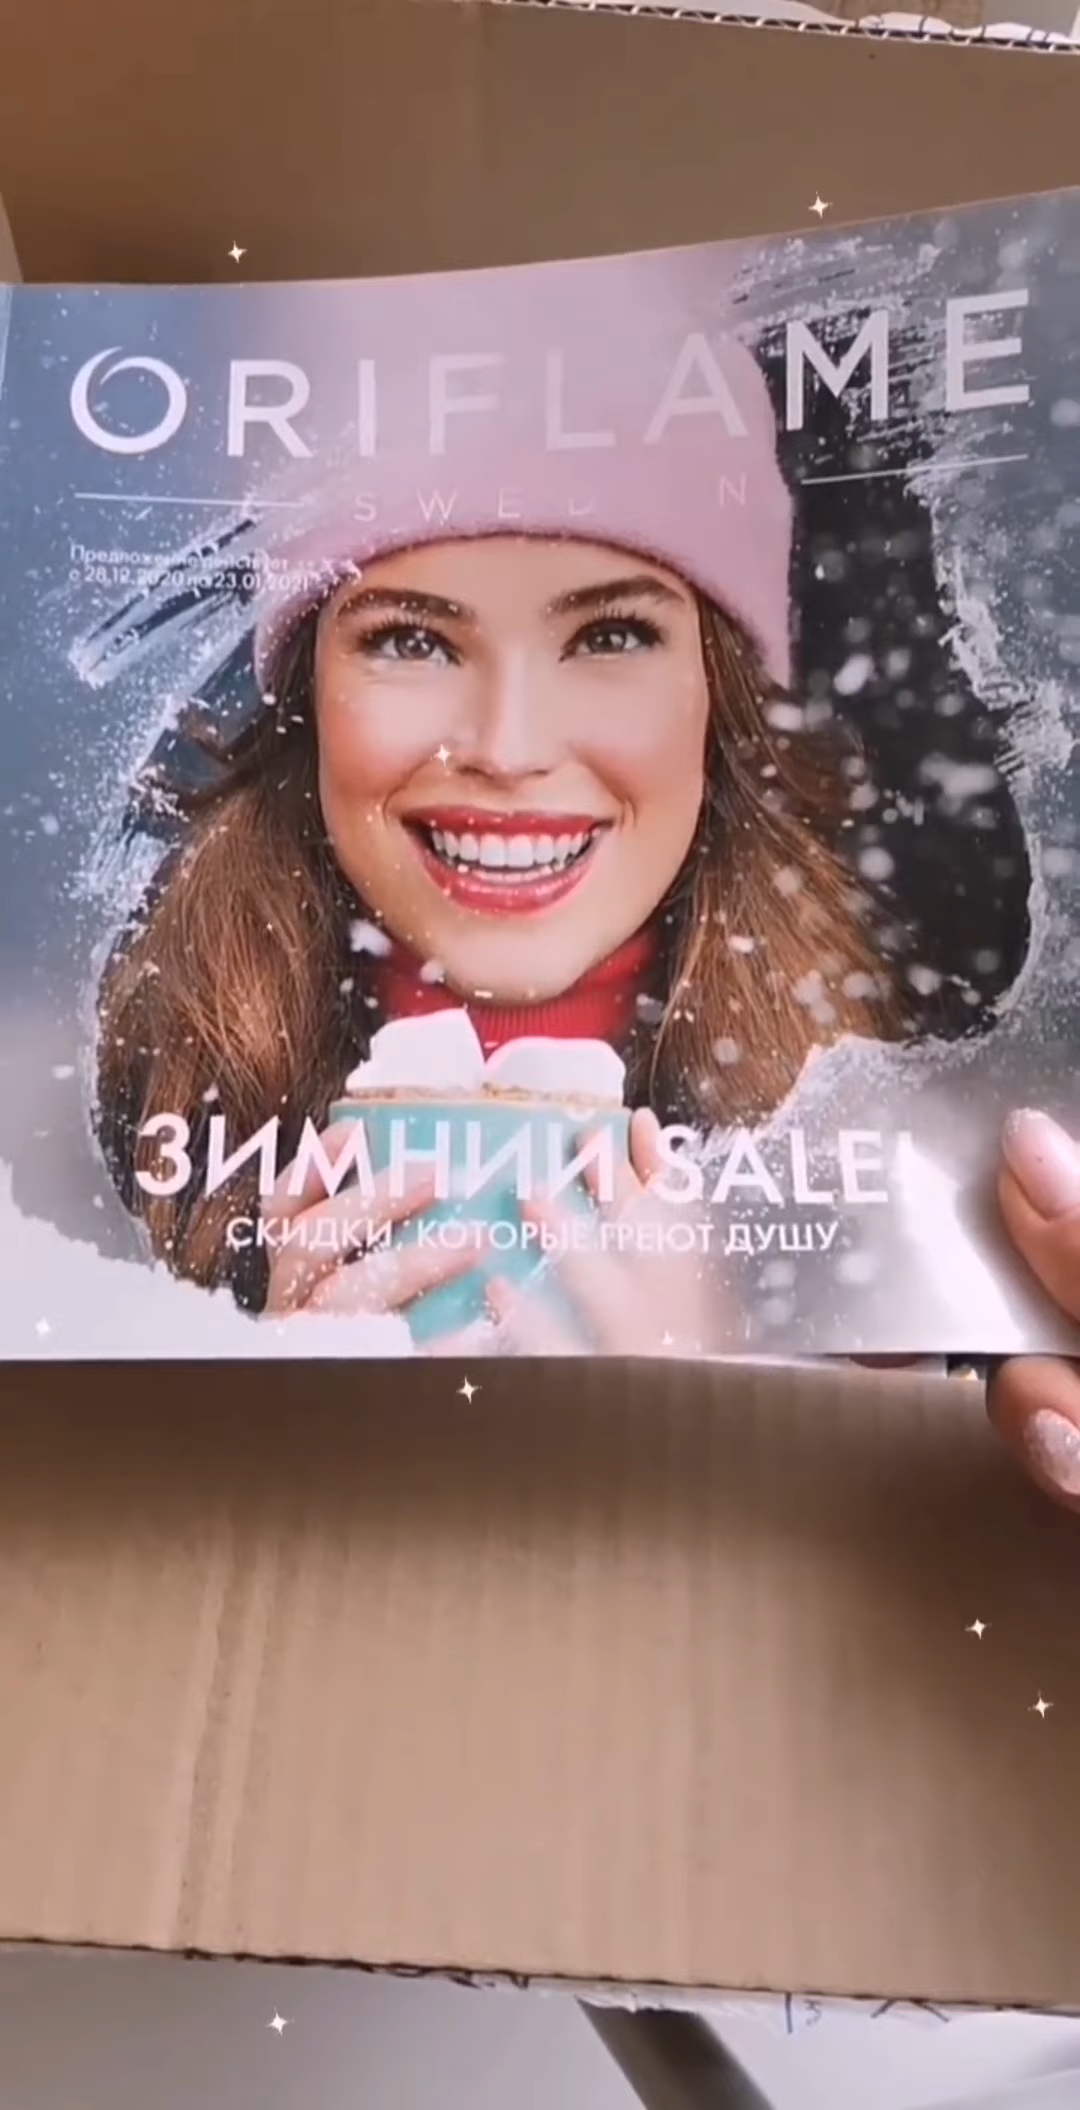 ORIFLAME
SWEDEN
Предложение действует
с 28.12.2020 по 23.01.2021
ЗИМНИЙ SALE!
СКИДКИ, КОТОРЫЕ ГРЕЮТ ДУШУ